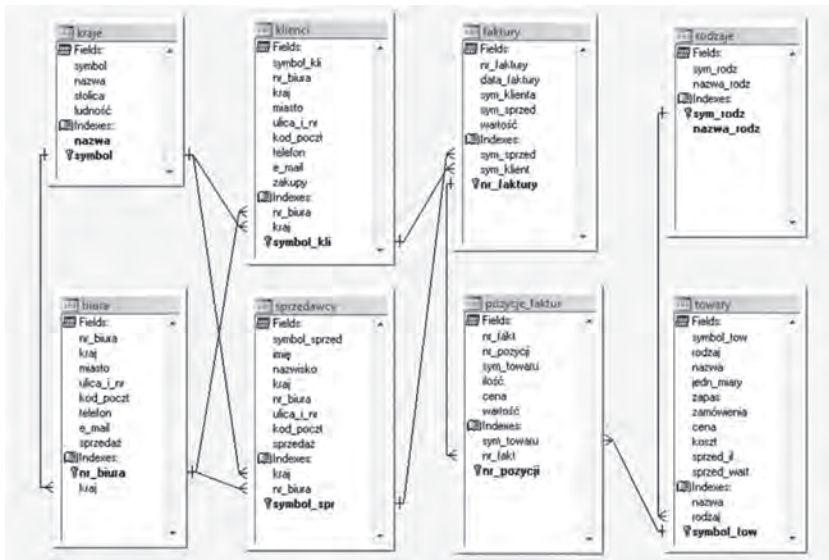 kraje
Fields:
symbol
nazwa
stolica
ludność
Indexes:
nazwa
symbol
klienci
Fields:
symbol_kli
nr_biura
kraj
miasto
ulica_i_nr
kod_poczt
telefon
e_mail
zakupy
Indexes:
nr_biura
kraj
symbol_kli
faktury
Fields:
nr_faktury
data_faktury
sym_klienta
sym_sprzed
wartość
Indexes:
sym_sprzed
sym_klient
nr_faktury
rodzaje
Fields:
sym_rodz
nazwa_rodz
Indexes:
sym_rodz
nazwa_rodz
biura
Fields:
nr_biura
kraj
miasto
ulica_i_nr
kod_poczt
telefon
e_mail
sprzedaż
Indexes:
nr_biura
kraj
sprzedawcy
Fields:
symbol_sprzed
imię
nazwisko
kraj
nr_biura
ulica_i_nr
kod_poczt
sprzedaż
Indexes:
kraj
nr_biura
symbol_spr
pozycje_faktur
Fields:
nr_fakt
nr_pozycji
sym_towaru
ilość
cena
wartość
Indexes:
sym_towaru
nr_fakt
nr_pozycji
towary
Fields:
symbol_tow
rodzaj
nazwa
jedn_miary
zapas
zamówienia
cena
koszt
sprzed_il
sprzed_wart
Indexes:
nazwa
rodzaj
symbol_tow